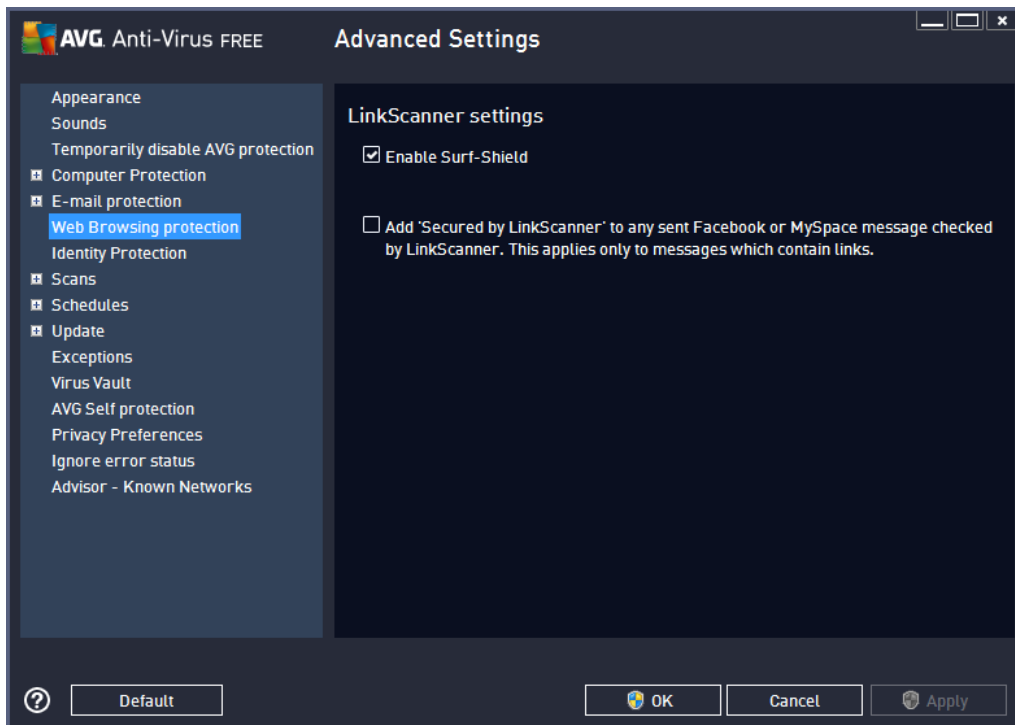 AVG. Anti-Virus FREE
Advanced Settings
Appearance
Sounds
Temporarily disable AVG protection
Computer Protection
E-mail protection
Web Browsing protection
Identity Protection
Scans
Schedules
Update
Exceptions
Virus Vault
AVG Self protection
Privacy Preferences
Ignore error status
Advisor - Known Networks
LinkScanner settings
Enable Surf-Shield
Add 'Secured by LinkScanner' to any sent Facebook or MySpace message checked
by LinkScanner. This applies only to messages which contain links.
Default
OK
Cancel
Apply